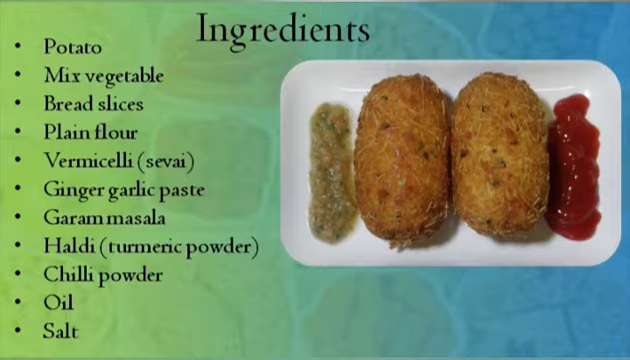 Ingredients
• Potato
• Mix vegetable
• Bread slices
• Plain flour
• Vermicelli (sevai)
• Ginger garlic paste
• Garam masala
• Haldi (turmeric powder)
• Chilli powder
• Oil
• Salt